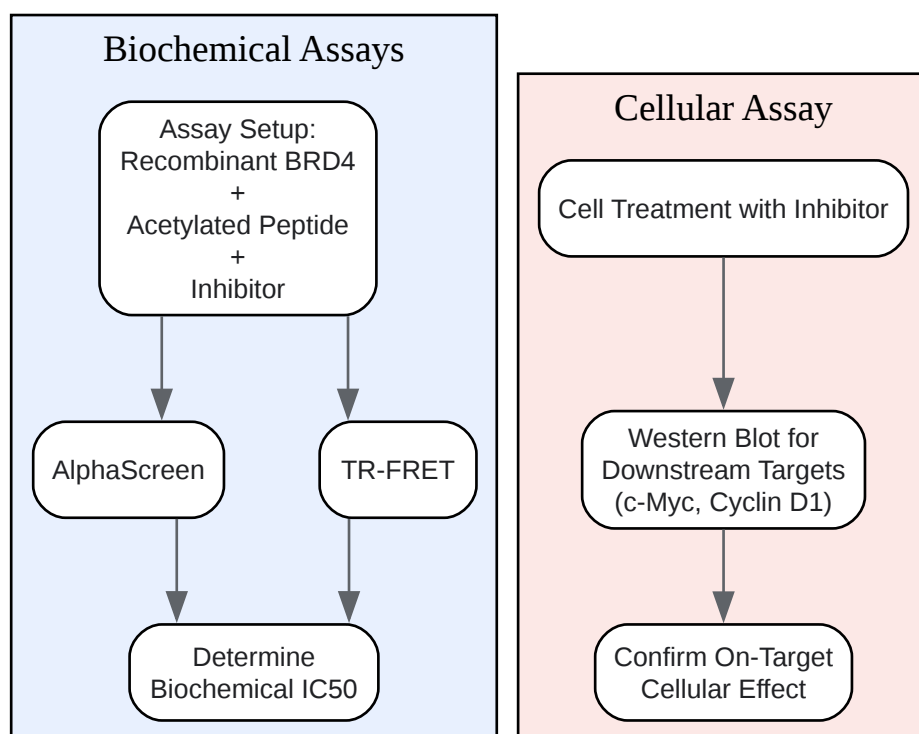 Biochemical Assays
Assay Setup:
Recombinant BRD4
+
Acetylated Peptide
+
Inhibitor
AlphaScreen
TR-FRET
Determine
Biochemical IC50
Cellular Assay
Cell Treatment with Inhibitor
Western Blot for
Downstream Targets
(c-Myc, Cyclin D1)
Confirm On-Target
Cellular Effect